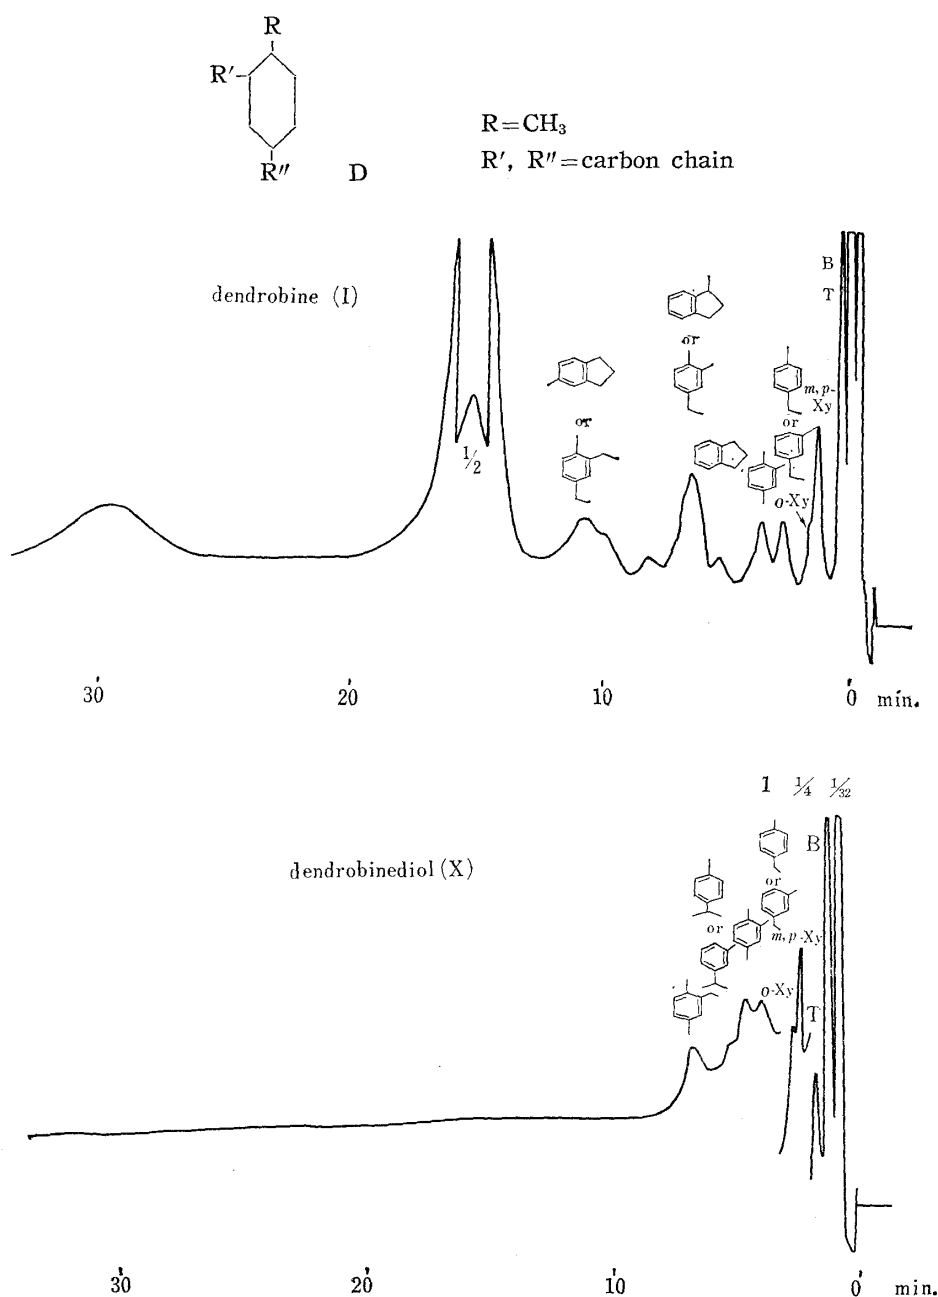 R
R′
R″
D
R=CH₃
R′, R″=carbon chain
dendrobine (I)
B
T
or
or
m, p-
Xy
or
o-Xy
1/2
30
20
10
0 min.
1 1/4 1/32
dendrobinediol (X)
B
or
or
m, p-Xy
o-Xy
T
30
20
10
0 min.